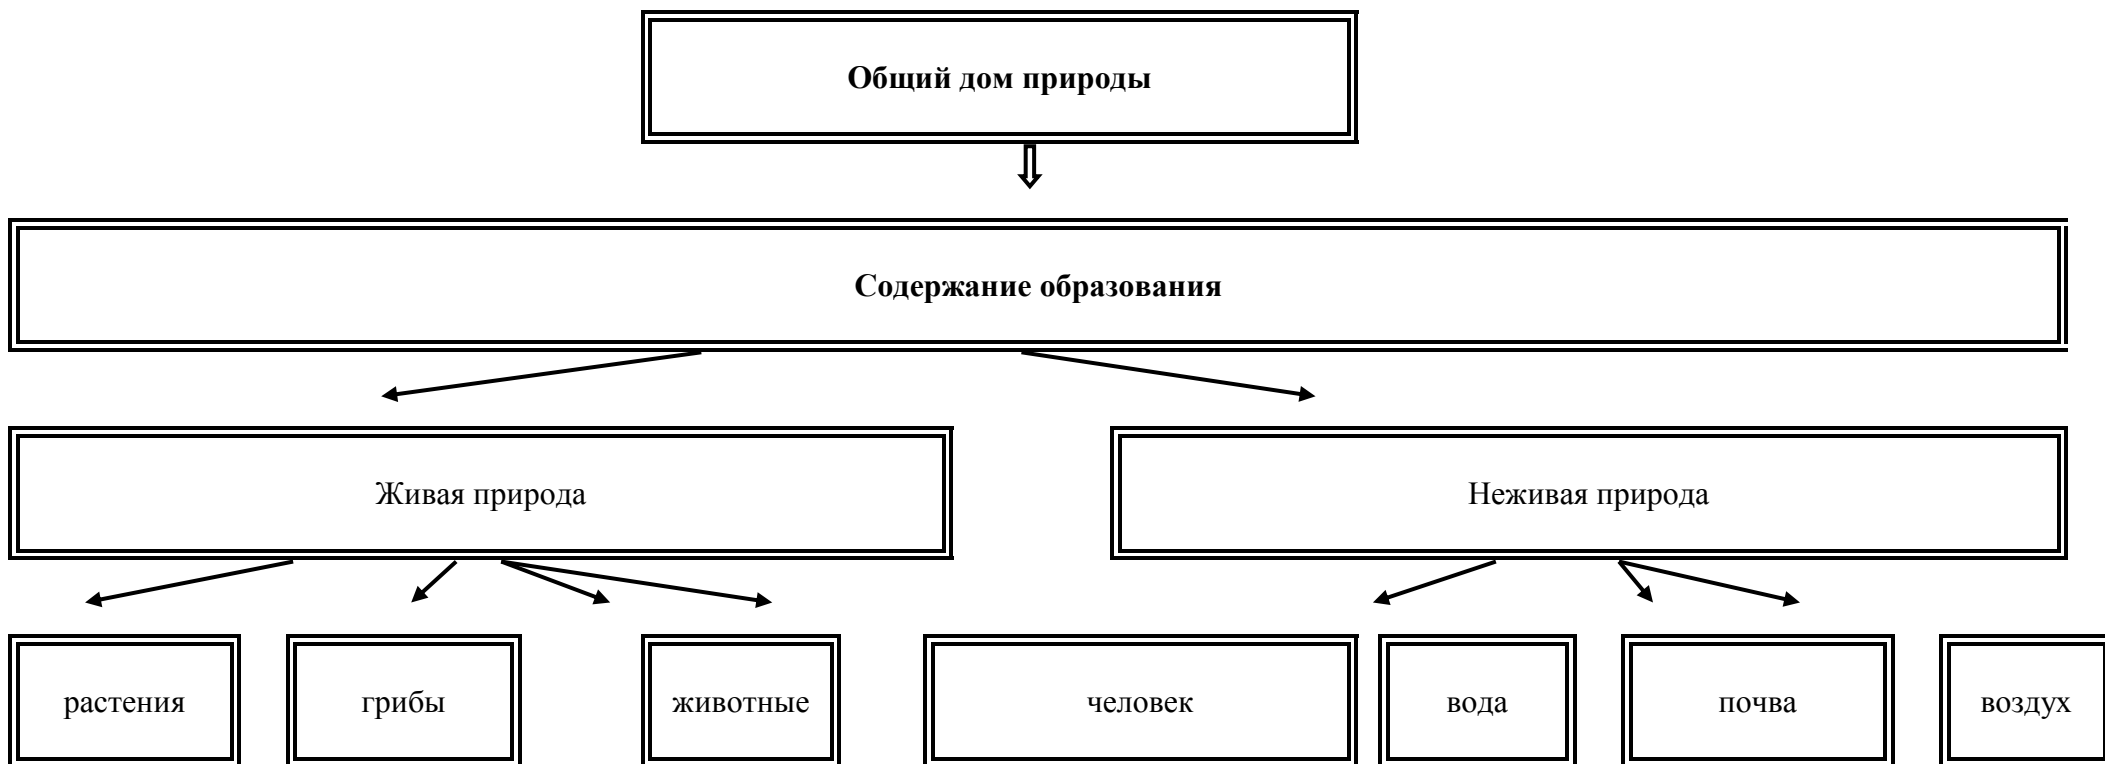 Общий дом природы
Содержание образования
Живая природа
Неживая природа
растения
грибы
животные
человек
вода
почва
воздух